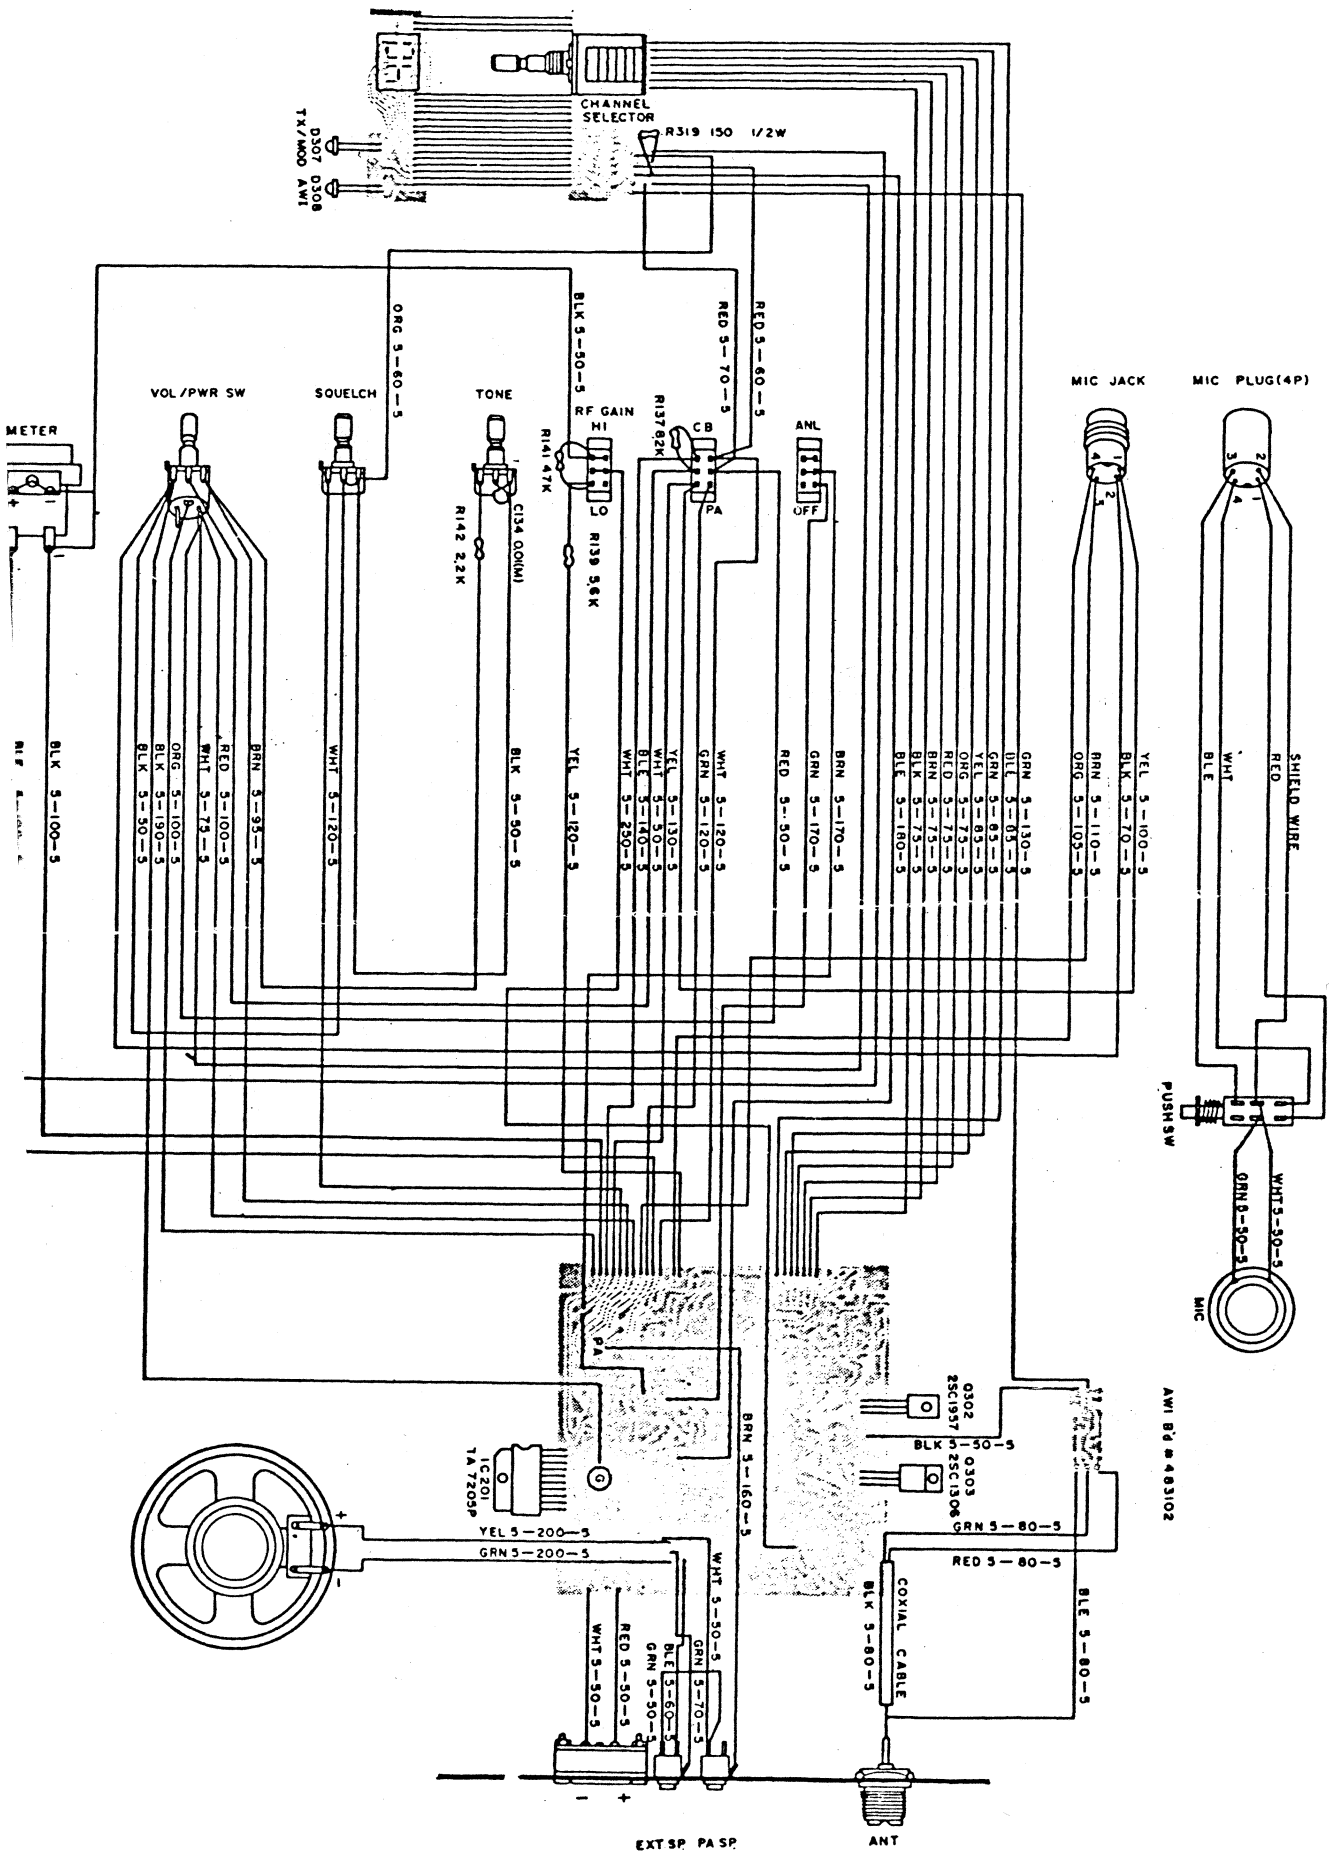 CHANNEL
SELECTOR
R319 150 1/2W
D307
TX/MOD
D308
AWI
ORG 5-60-5
BLK 5-50-5
RED 5-70-5
RED 5-60-5
METER
+
-
VOL/PWR SW
SQUELCH
TONE
RF GAIN
HI
LO
CB
PA
ANL
OFF
MIC JACK
4
1
2
3
MIC PLUG(4P)
3
2
4
1
R141 47K
R137 8.2K
R142 2.2K
C134 0.01(M)
R139 5.6K
BLK 5-100-5
BLK 5-50-5
BLK 5-190-5
ORG 5-100-5
WHT 5-75-5
RED 5-100-5
BRN 5-95-5
WHT 5-120-5
BLK 5-50-5
YEL 5-120-5
WHT 5-250-5
BLE 5-140-5
WHT 5-50-5
YEL 5-130-5
GRN 5-120-5
WHT 5-120-5
RED 5-50-5
GRN 5-170-5
BRN 5-170-5
BLE 5-180-5
BLK 5-75-5
BRN 5-75-5
RED 5-75-5
ORG 5-75-5
YEL 5-85-5
GRN 5-85-5
BLE 5-85-5
GRN 5-130-5
ORG 5-105-5
BRN 5-110-5
BLK 5-70-5
YEL 5-100-5
BLE
WHT
RED
SHIELD WIRE
PUSH SW
GRN 5-50-5
WHT 5-50-5
MIC
PA
G
BRN 5-160-5
Q302
2SC1957
BLK 5-50-5
Q303
2SC1306
AWI B'd # 483102
IC201
TA7205P
YEL 5-200-5
GRN 5-200-5
+
-
GRN 5-80-5
RED 5-80-5
WHT 5-50-5
BLE 5-80-5
COXIAL CABLE
BLK 5-80-5
WHT 5-50-5
RED 5-50-5
GRN 5-50-5
BLE 5-60-5
GRN 5-70-5
- +
EXT SP PA SP
ANT